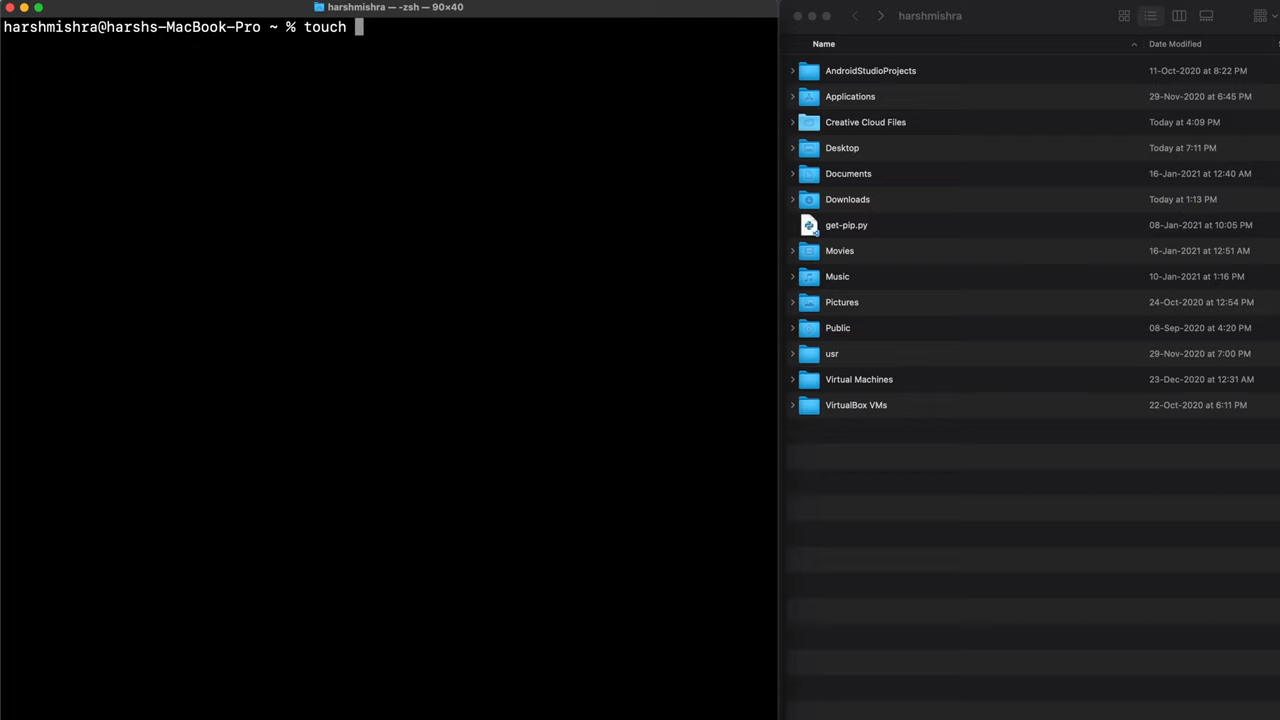 harshmishra — -zsh — 90×40
harshmishra@harshs-MacBook-Pro ~ % touch
harshmishra
Name Date Modified
AndroidStudioProjects 11-Oct-2020 at 8:22 PM
Applications 29-Nov-2020 at 6:45 PM
Creative Cloud Files Today at 4:09 PM
Desktop Today at 7:11 PM
Documents 16-Jan-2021 at 12:40 AM
Downloads Today at 1:13 PM
get-pip.py 08-Jan-2021 at 10:05 PM
Movies 16-Jan-2021 at 12:51 AM
Music 10-Jan-2021 at 1:16 PM
Pictures 24-Oct-2020 at 12:54 PM
Public 08-Sep-2020 at 4:20 PM
usr 29-Nov-2020 at 7:00 PM
Virtual Machines 23-Dec-2020 at 12:31 AM
VirtualBox VMs 22-Oct-2020 at 6:11 PM